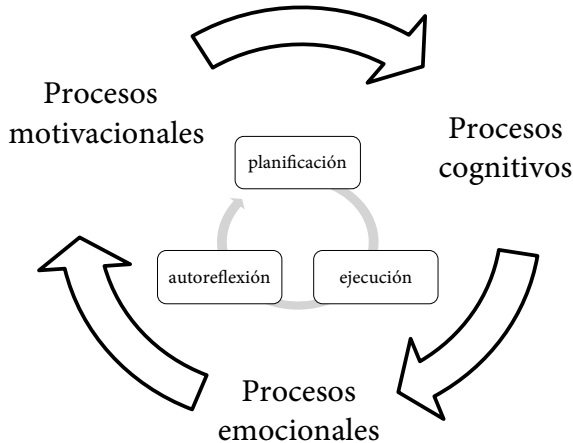 Procesos
motivacionales
Procesos
cognitivos
planificación
autoreflexión
ejecución
Procesos
emocionales